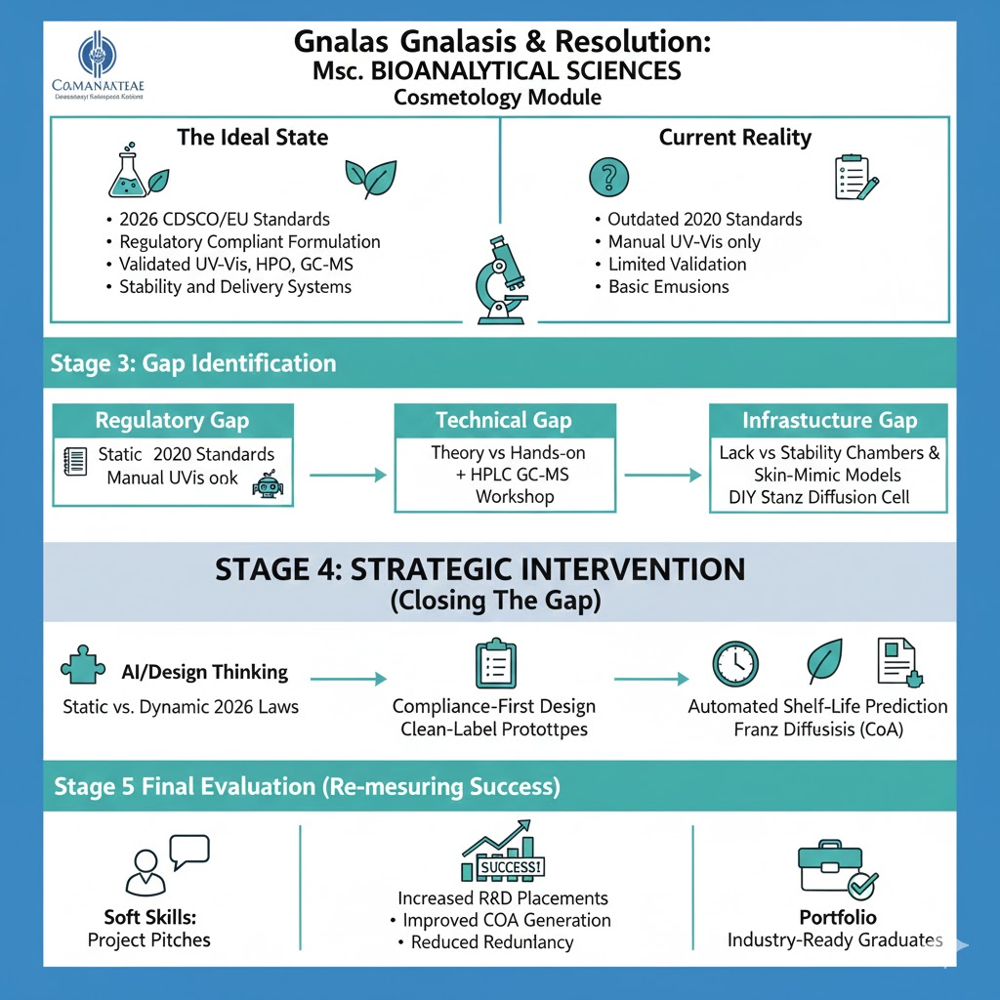 Gnalas Gnalasis & Resolution:
Msc. BIOANALYTICAL SCIENCES
Cosmetology Module
COMANAXTEAE
The Ideal State
• 2026 CDSCO/EU Standards
• Regulatory Compliant Formulation
• Validated UV-Vis, HPO, GC-MS
• Stability and Delivery Systems
Current Reality
?
• Outdated 2020 Standards
• Manual UV-Vis only
• Limited Validation
• Basic Emusions
Stage 3: Gap Identification
Regulatory Gap
Static 2020 Standards
Manual UVis onk
Technical Gap
Theory vs Hands-on
+ HPLC GC-MS
Workshop
Infrastucture Gap
Lack vs Stability Chambers &
Skin-Mimic Models
DIY Stanz Diffusion Cell
STAGE 4: STRATEGIC INTERVENTION
(Closing The Gap)
AI/Design Thinking
Static vs. Dynamic 2026 Laws
Compliance-First Design
Clean-Label Protottpes
Automated Shelf-Life Prediction
Franz Diffusisis (CoA)
Stage 5 Final Evaluation (Re-mesuring Success)
Soft Skills:
Project Pitches
SUCCESS!
Increased R&D Placements
• Improved COA Generation
• Reduced Reduntancy
Portfolio
Industry-Ready Graduates